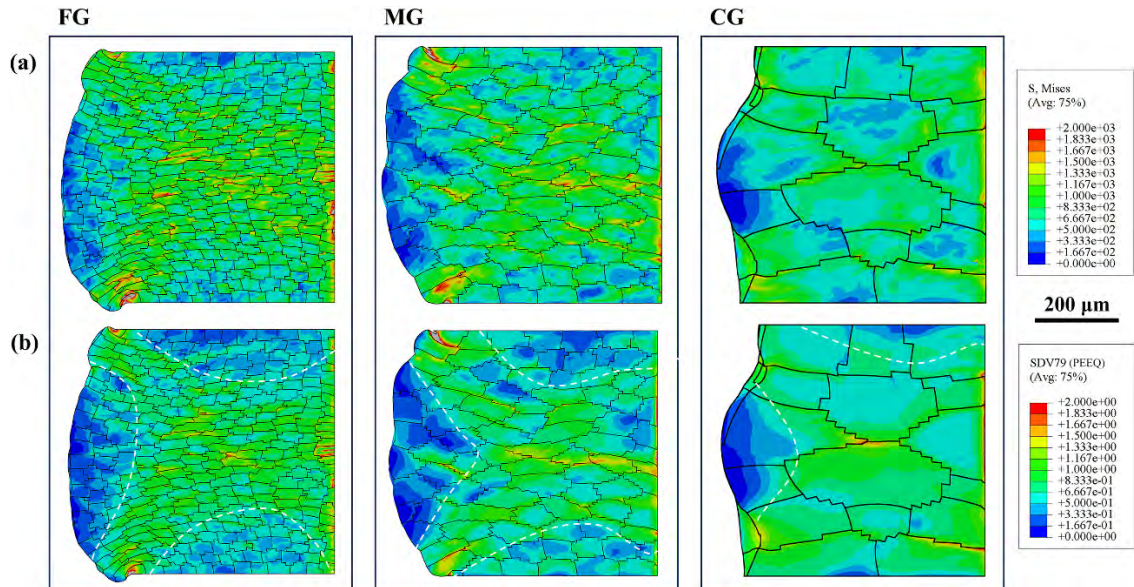 FG
MG
CG
(a)
S, Mises
(Avg: 75%)
+2.000e+03
+1.833e+03
+1.667e+03
+1.500e+03
+1.333e+03
+1.167e+03
+1.000e+03
+8.333e+02
+6.667e+02
+5.000e+02
+3.333e+02
+1.667e+02
+0.000e+00
200 μm
(b)
SDV79 (PEEQ)
(Avg: 75%)
+2.000e+00
+1.833e+00
+1.667e+00
+1.500e+00
+1.333e+00
+1.167e+00
+1.000e+00
+8.333e-01
+6.667e-01
+5.000e-01
+3.333e-01
+1.667e-01
+0.000e+00